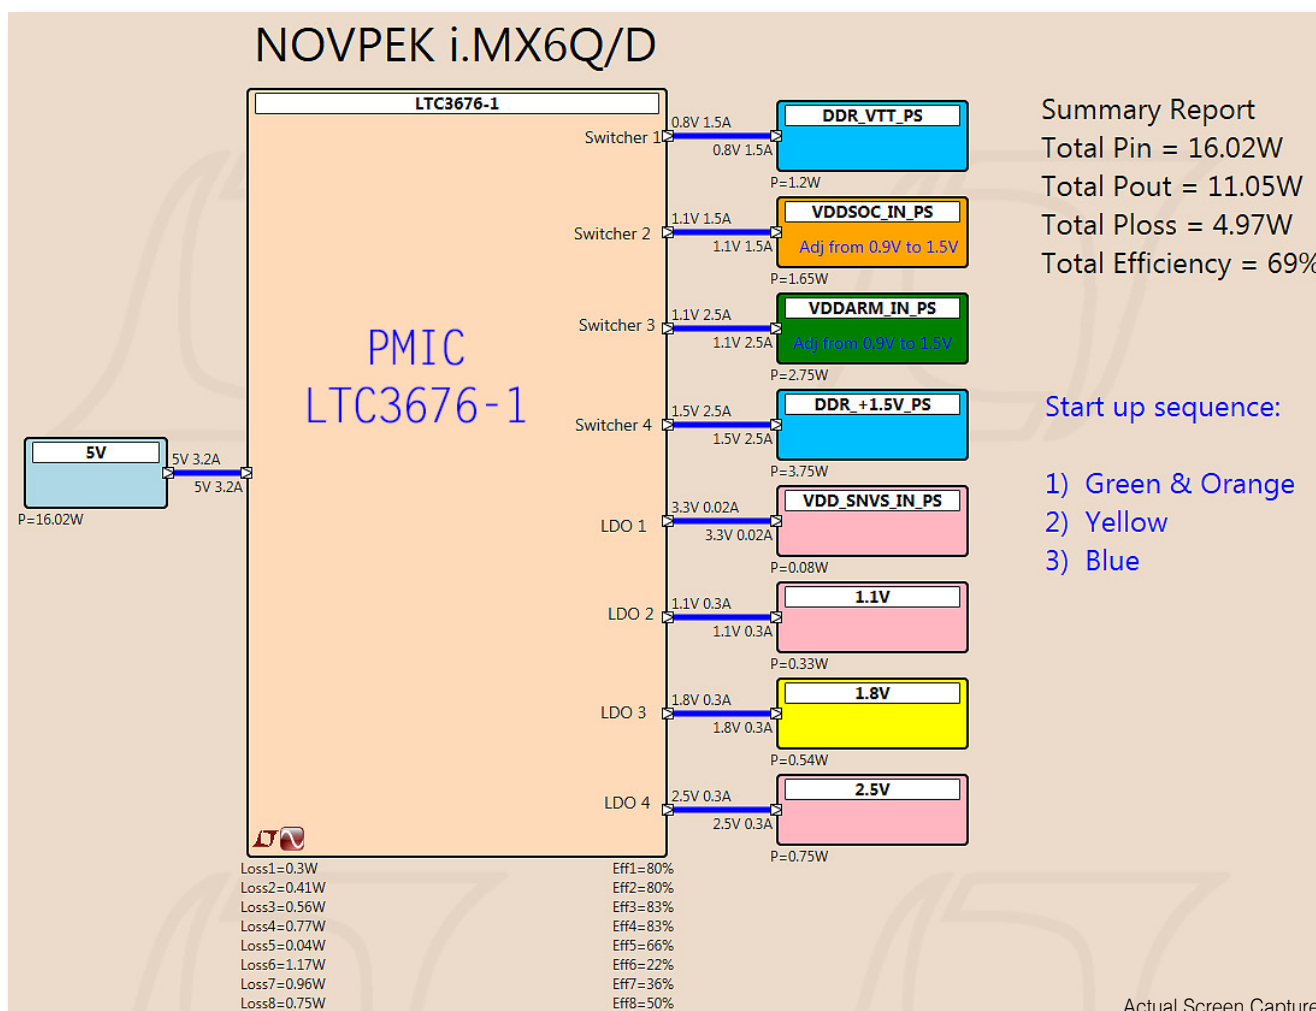 NOVPEK i.MX6Q/D
LTC3676-1
PMIC
LTC3676-1
5V
5V 3.2A
5V 3.2A
P=16.02W
Switcher 1
0.8V 1.5A
0.8V 1.5A
DDR_VTT_PS
P=1.2W
Switcher 2
1.1V 1.5A
1.1V 1.5A
VDDSOC_IN_PS
Adj from 0.9V to 1.5V
P=1.65W
Switcher 3
1.1V 2.5A
1.1V 2.5A
VDDARM_IN_PS
Adj from 0.9V to 1.5V
P=2.75W
Switcher 4
1.5V 2.5A
1.5V 2.5A
DDR_+1.5V_PS
P=3.75W
LDO 1
3.3V 0.02A
3.3V 0.02A
VDD_SNVS_IN_PS
P=0.08W
LDO 2
1.1V 0.3A
1.1V 0.3A
1.1V
P=0.33W
LDO 3
1.8V 0.3A
1.8V 0.3A
1.8V
P=0.54W
LDO 4
2.5V 0.3A
2.5V 0.3A
2.5V
P=0.75W
Loss1=0.3W
Loss2=0.41W
Loss3=0.56W
Loss4=0.77W
Loss5=0.04W
Loss6=1.17W
Loss7=0.96W
Loss8=0.75W
Eff1=80%
Eff2=80%
Eff3=83%
Eff4=83%
Eff5=66%
Eff6=22%
Eff7=36%
Eff8=50%
Summary Report
Total Pin = 16.02W
Total Pout = 11.05W
Total Ploss = 4.97W
Total Efficiency = 69%
Start up sequence:
1) Green & Orange
2) Yellow
3) Blue
Actual Screen Capture